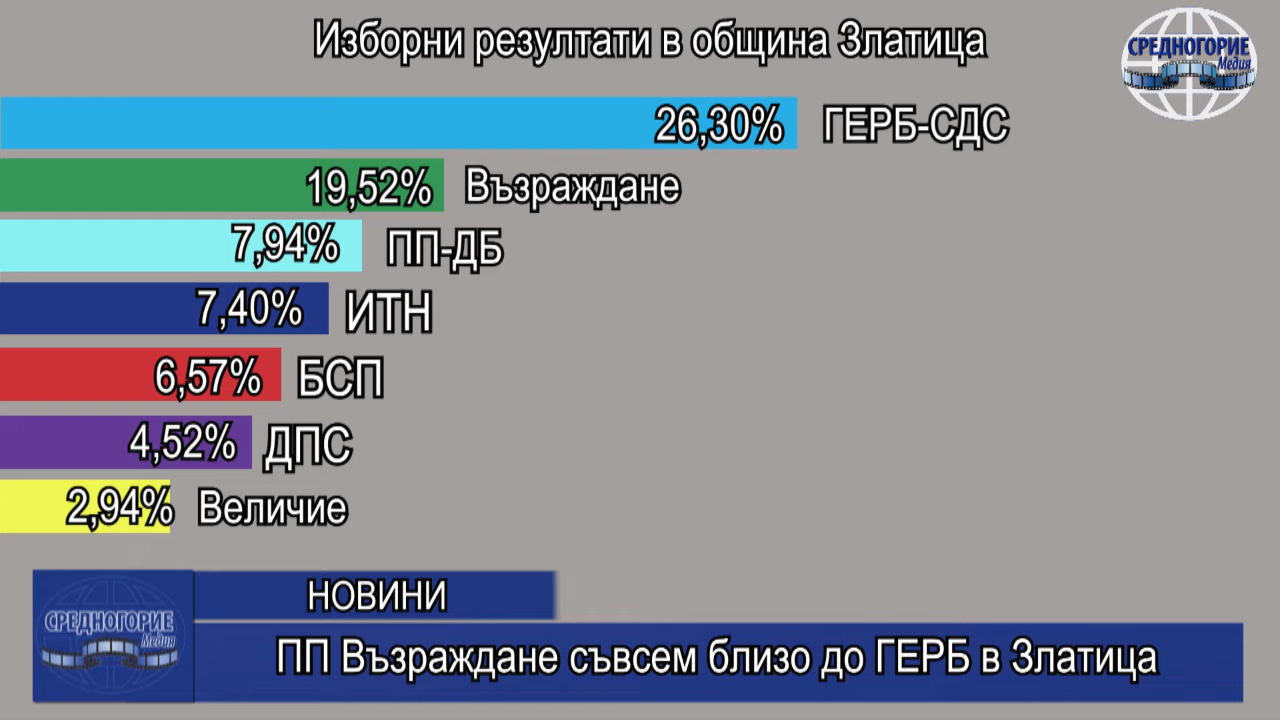 Изборни резултати в община Златица
СРЕДНОГОРИЕ
Медия
26,30% ГЕРБ-СДС
19,52% Възраждане
7,94% ПП-ДБ
7,40% ИТН
6,57% БСП
4,52% ДПС
2,94% Величие
НОВИНИ
СРЕДНОГОРИЕ
Медия
ПП Възраждане съвсем близо до ГЕРБ в Златица